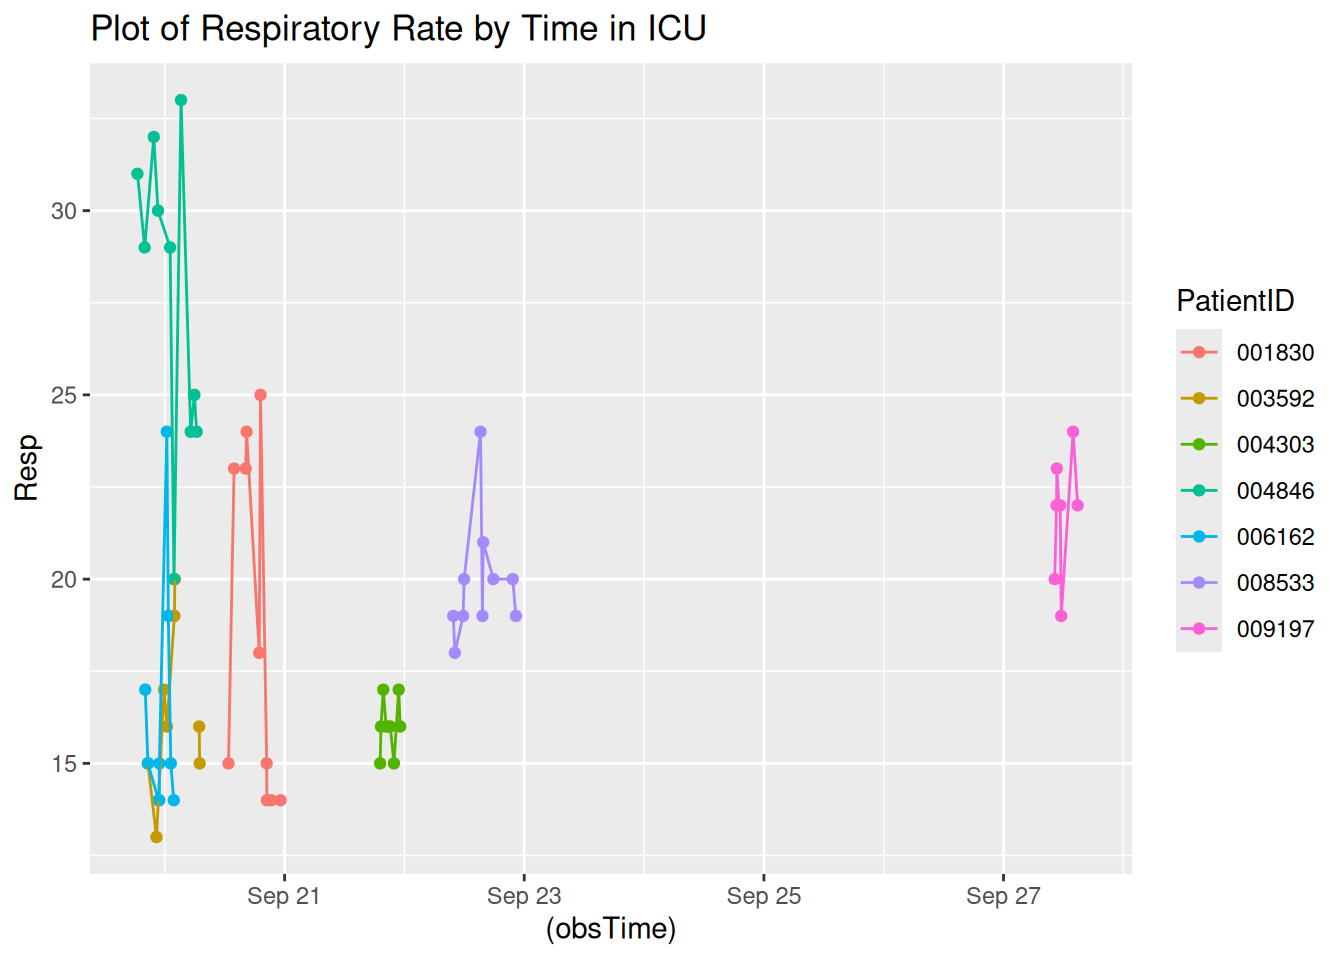 Plot of Respiratory Rate by Time in ICU
Resp
30
25
20
15
Sep 21
Sep 23
Sep 25
Sep 27
(obsTime)
PatientID
001830
003592
004303
004846
006162
008533
009197